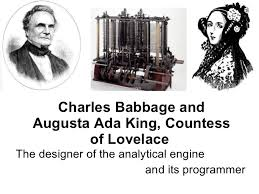 Charles Babbage and
Augusta Ada King, Countess
of Lovelace
The designer of the analytical engine
and its programmer